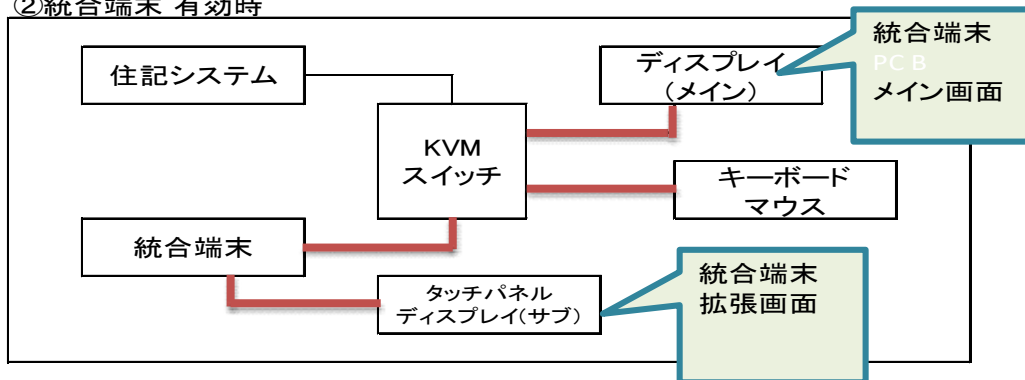 ②統合端末 有効時
住記システム
ディスプレイ
(メイン)
統合端末
PC B
メイン画面
KVM
スイッチ
キーボード
マウス
統合端末
タッチパネル
ディスプレイ(サブ)
統合端末
拡張画面